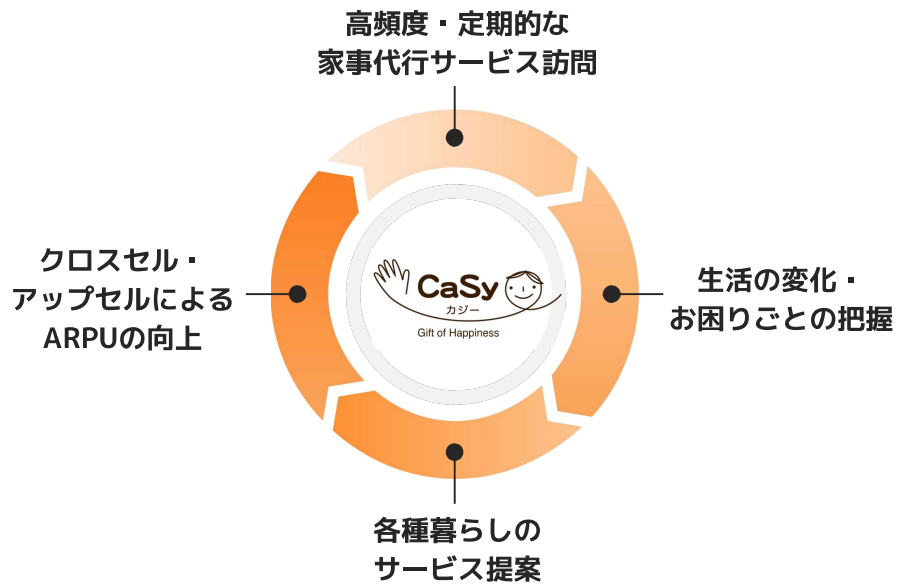 高頻度・定期的な
家事代行サービス訪問
生活の変化・
お困りごとの把握
各種暮らしの
サービス提案
クロスセル・
アップセルによる
ARPUの向上
CaSy
カジー
Gift of Happiness